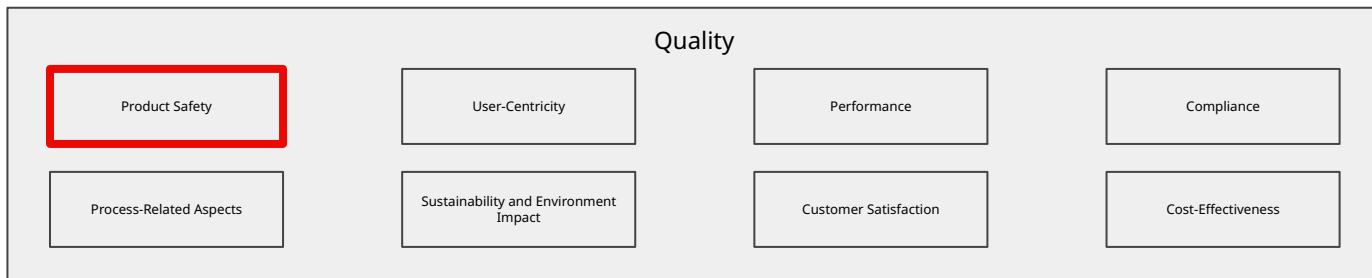 Quality
Product Safety
User-Centricity
Performance
Compliance
Process-Related Aspects
Sustainability and Environment
Impact
Customer Satisfaction
Cost-Effectiveness